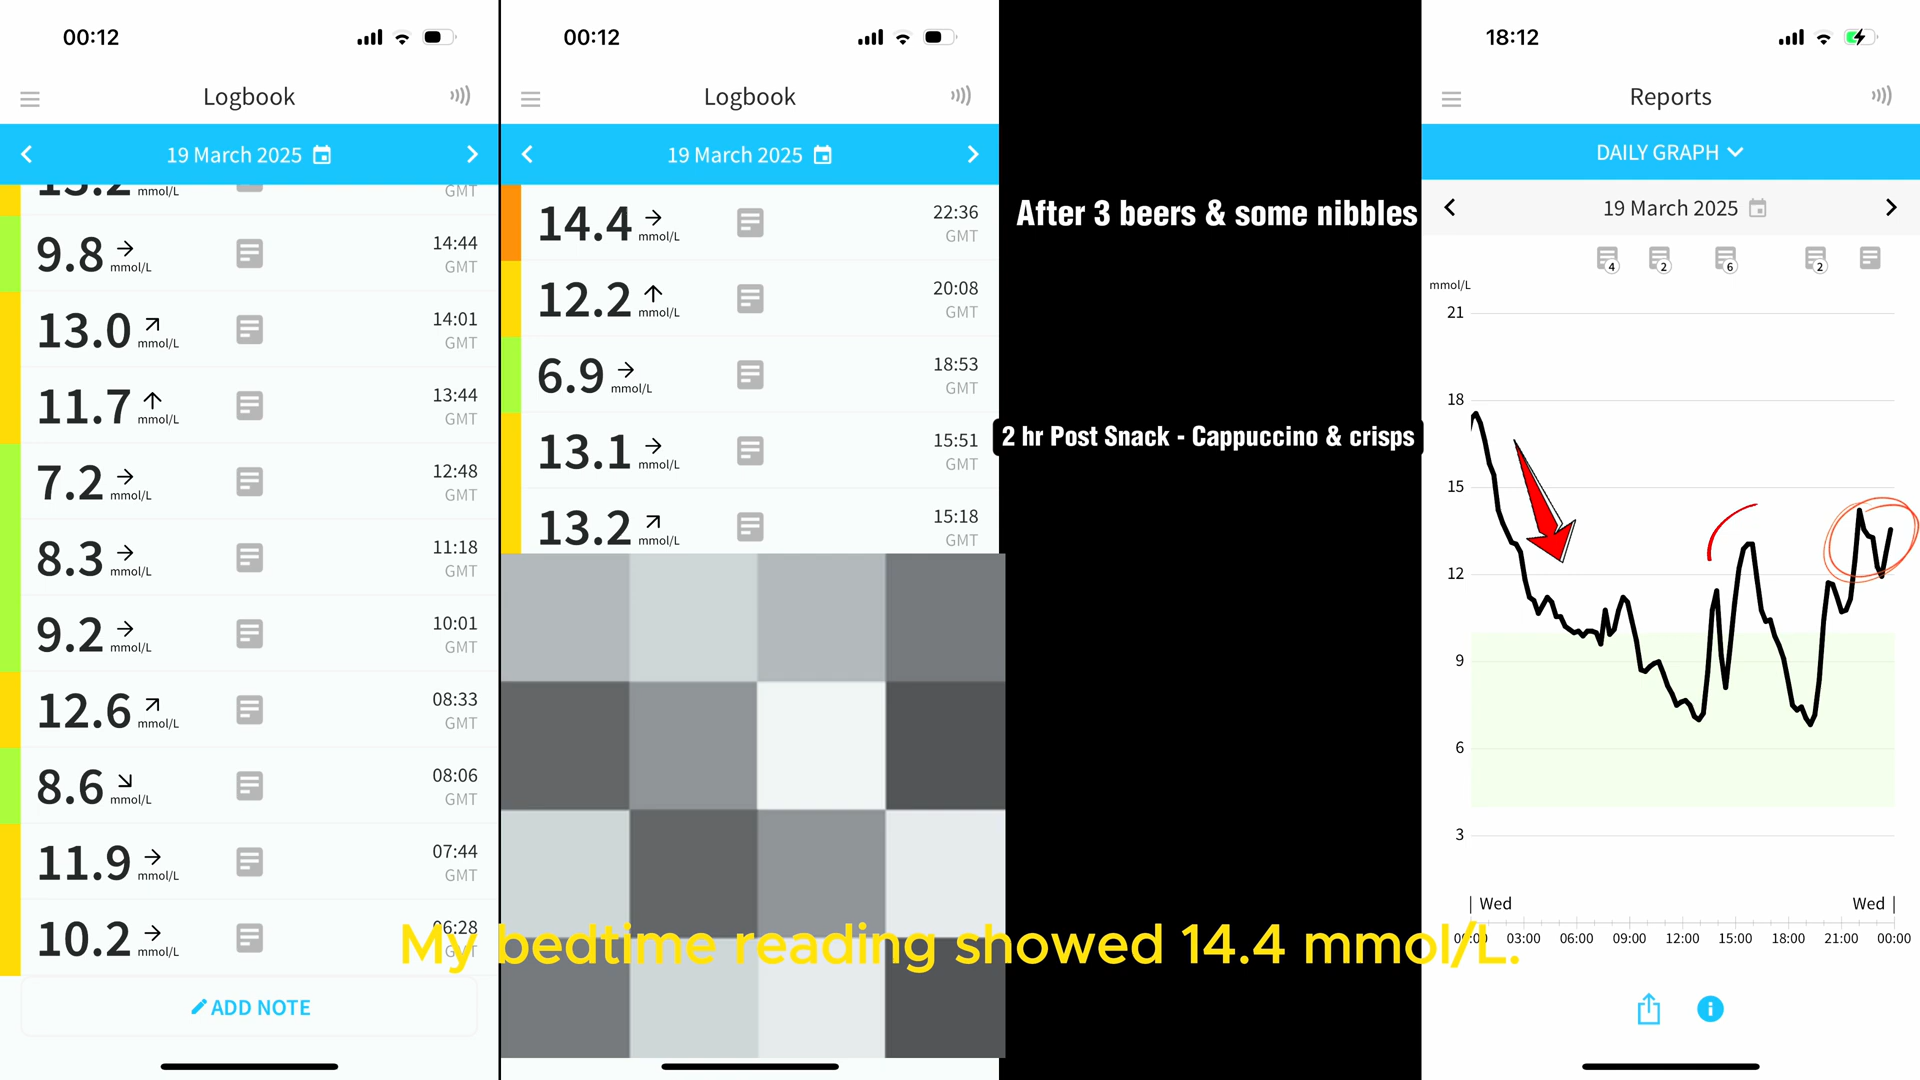 00:12
Logbook
19 March 2025
mmol/L
GMT
9.8 mmol/L 14:44 GMT
13.0 mmol/L 14:01 GMT
11.7 mmol/L 13:44 GMT
7.2 mmol/L 12:48 GMT
8.3 mmol/L 11:18 GMT
9.2 mmol/L 10:01 GMT
12.6 mmol/L 08:33 GMT
8.6 mmol/L 08:06 GMT
11.9 mmol/L 07:44 GMT
10.2 mmol/L 06:28
ADD NOTE
00:12
Logbook
19 March 2025
14.4 mmol/L 22:36 GMT
12.2 mmol/L 20:08 GMT
6.9 mmol/L 18:53 GMT
13.1 mmol/L 15:51 GMT
13.2 mmol/L 15:18 GMT
After 3 beers & some nibbles
2 hr Post Snack - Cappuccino & crisps
18:12
Reports
DAILY GRAPH
19 March 2025
4 2 6 2
mmol/L
21
18
15
12
9
6
3
Wed Wed
03:00 06:00 09:00 12:00 15:00 18:00 21:00 00:00
My bedtime reading showed 14.4 mmol/L.